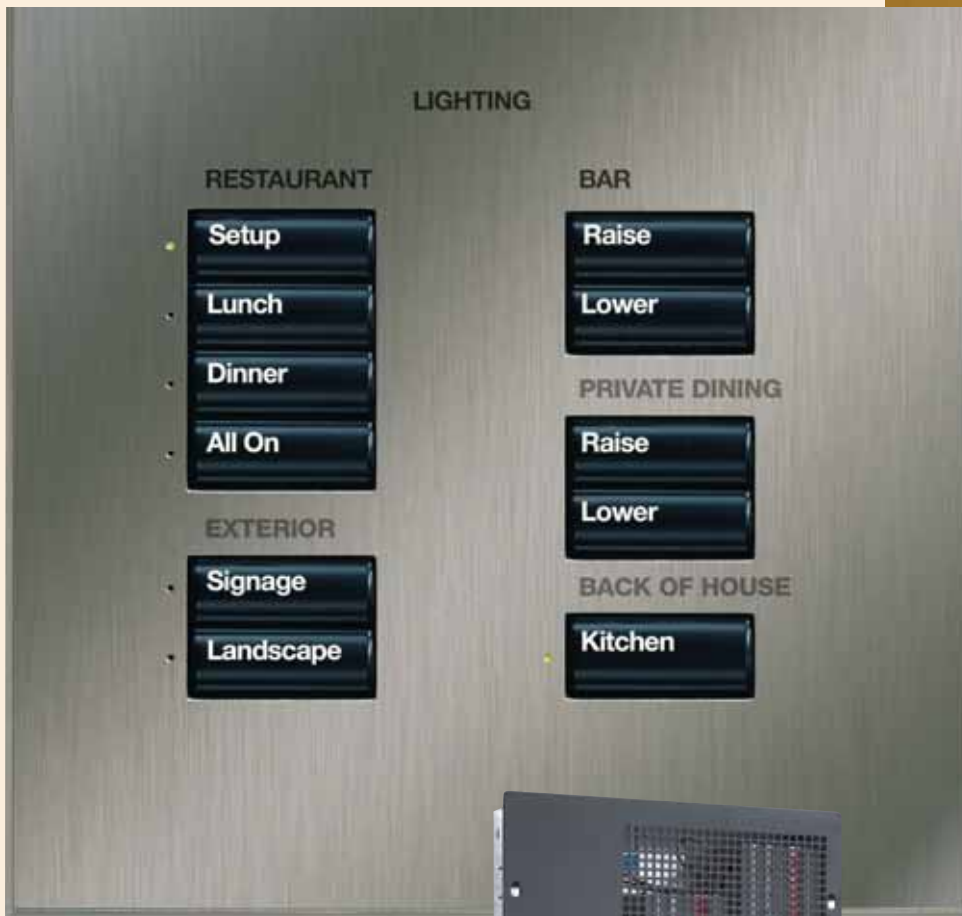 LIGHTING
RESTAURANT
Setup
Lunch
Dinner
All On
EXTERIOR
Signage
Landscape
BAR
Raise
Lower
PRIVATE DINING
Raise
Lower
BACK OF HOUSE
Kitchen